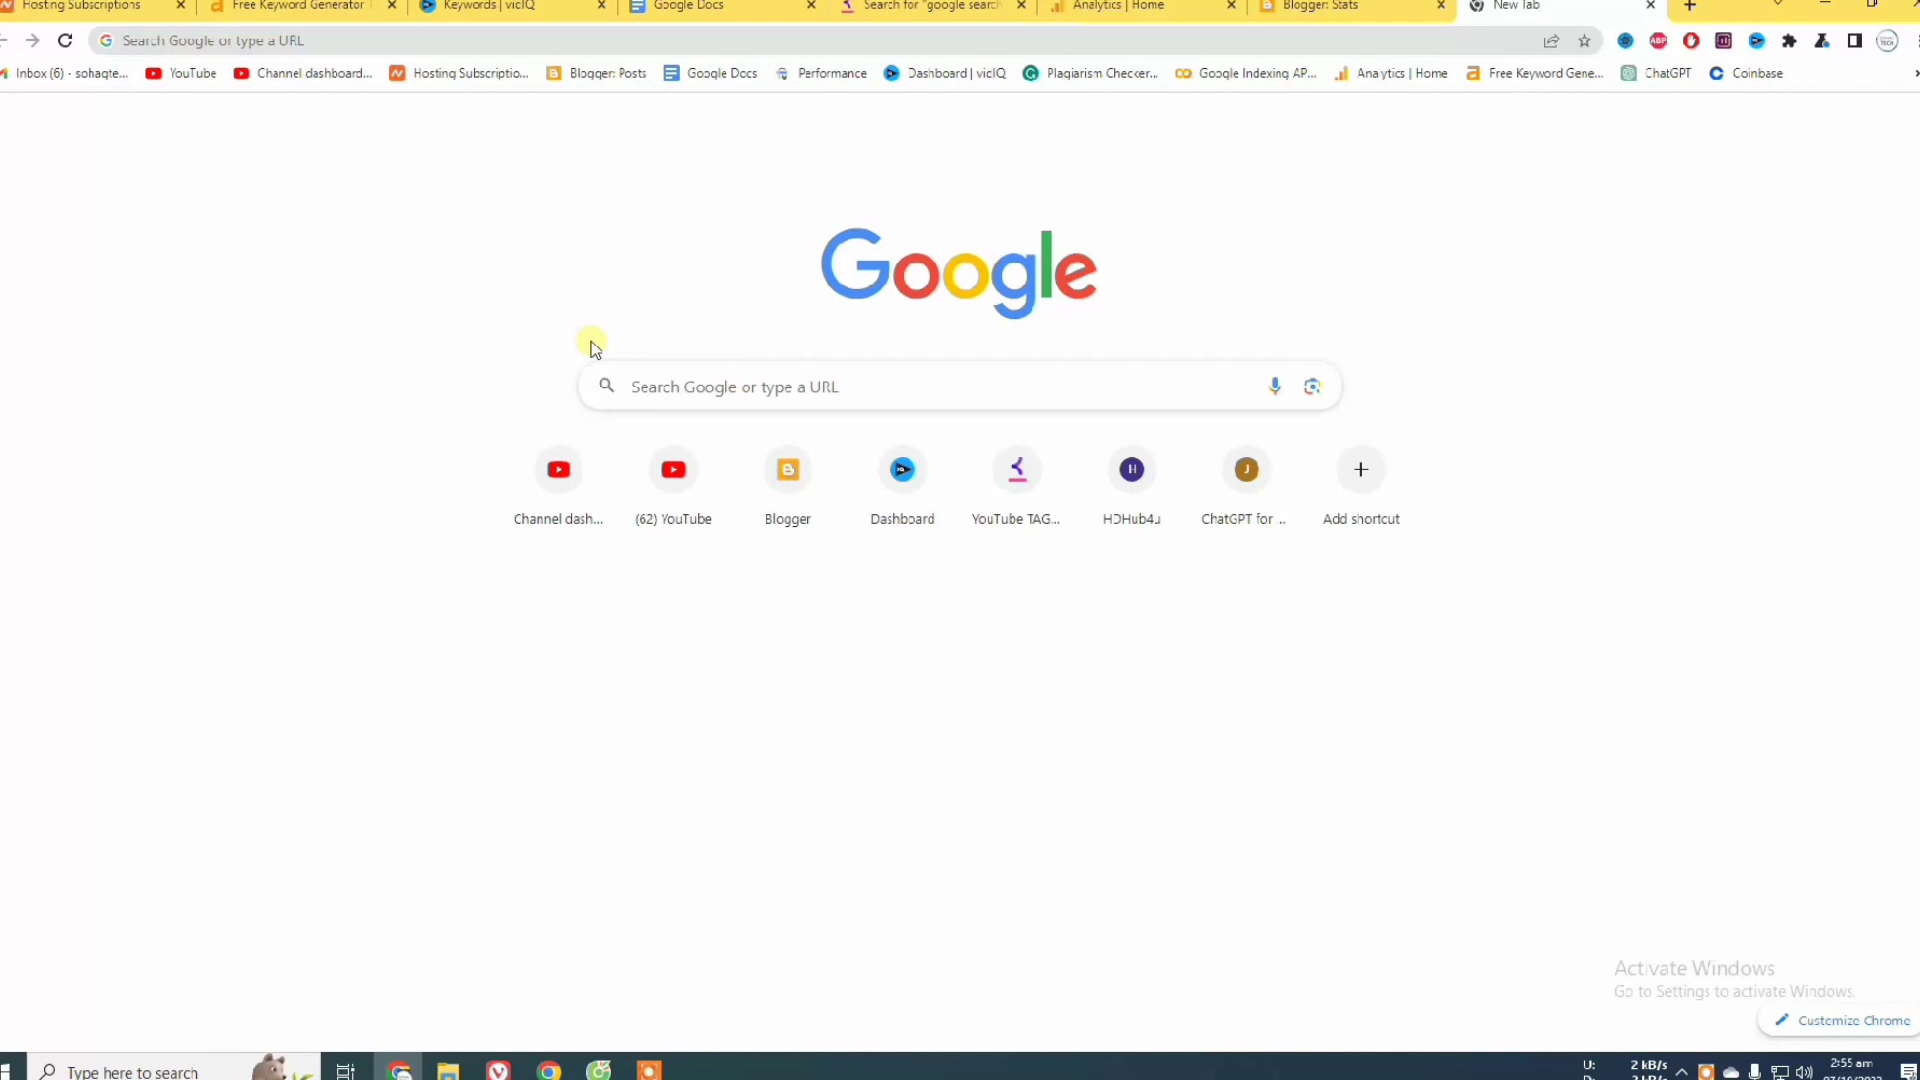 Hosting Subscriptions
Free Keyword Generator
Keywords | vidIQ
Google Docs
Search for "google search
Analytics | Home
Blogger: Stats
New Tab
Search Google or type a URL
Inbox (6) - sohaqte...
YouTube
Channel dashboard...
Hosting Subscriptio...
Blogger: Posts
Google Docs
Performance
Dashboard | vidIQ
Plagiarism Checker...
Google Indexing AP...
Analytics | Home
Free Keyword Gene...
ChatGPT
Coinbase
Google
Search Google or type a URL
Channel dash...
(62) YouTube
Blogger
Dashboard
YouTube TAG...
HDHub4u
ChatGPT for ...
Add shortcut
Activate Windows
Go to Settings to activate Windows.
Customize Chrome
Type here to search
U: 2 kB/s
2:55 am